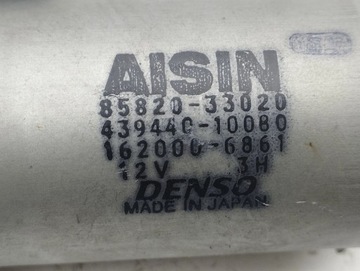 AISIN
85820-33020
439440-10080
162000-6861
12V 3H
DENSO
MADE IN JAPAN